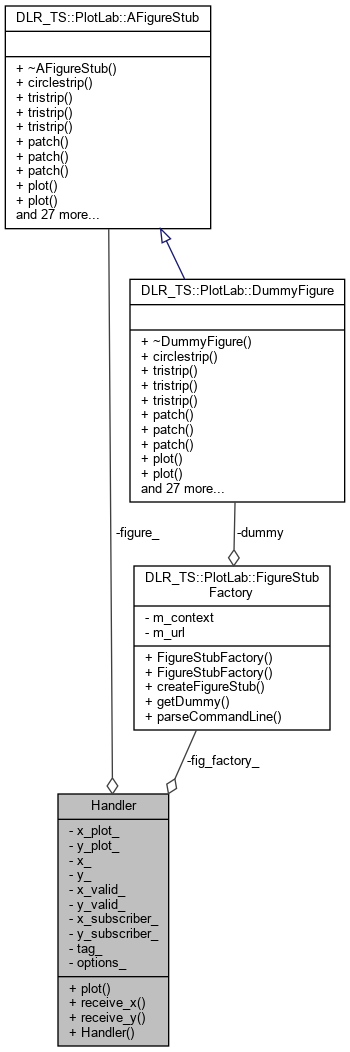 DLR_TS::PlotLab::AFigureStub
+ ~AFigureStub()
+ circlestrip()
+ tristrip()
+ tristrip()
+ tristrip()
+ patch()
+ patch()
+ patch()
+ plot()
+ plot()
and 27 more...
DLR_TS::PlotLab::DummyFigure
+ ~DummyFigure()
+ circlestrip()
+ tristrip()
+ tristrip()
+ tristrip()
+ patch()
+ patch()
+ patch()
+ plot()
+ plot()
and 27 more...
-figure_
-dummy
DLR_TS::PlotLab::FigureStub
Factory
- m_context
- m_url
+ FigureStubFactory()
+ FigureStubFactory()
+ createFigureStub()
+ getDummy()
+ parseCommandLine()
-fig_factory_
Handler
- x_plot_
- y_plot_
- x_
- y_
- x_valid_
- y_valid_
- x_subscriber_
- y_subscriber_
- tag_
- options_
+ plot()
+ receive_x()
+ receive_y()
+ Handler()